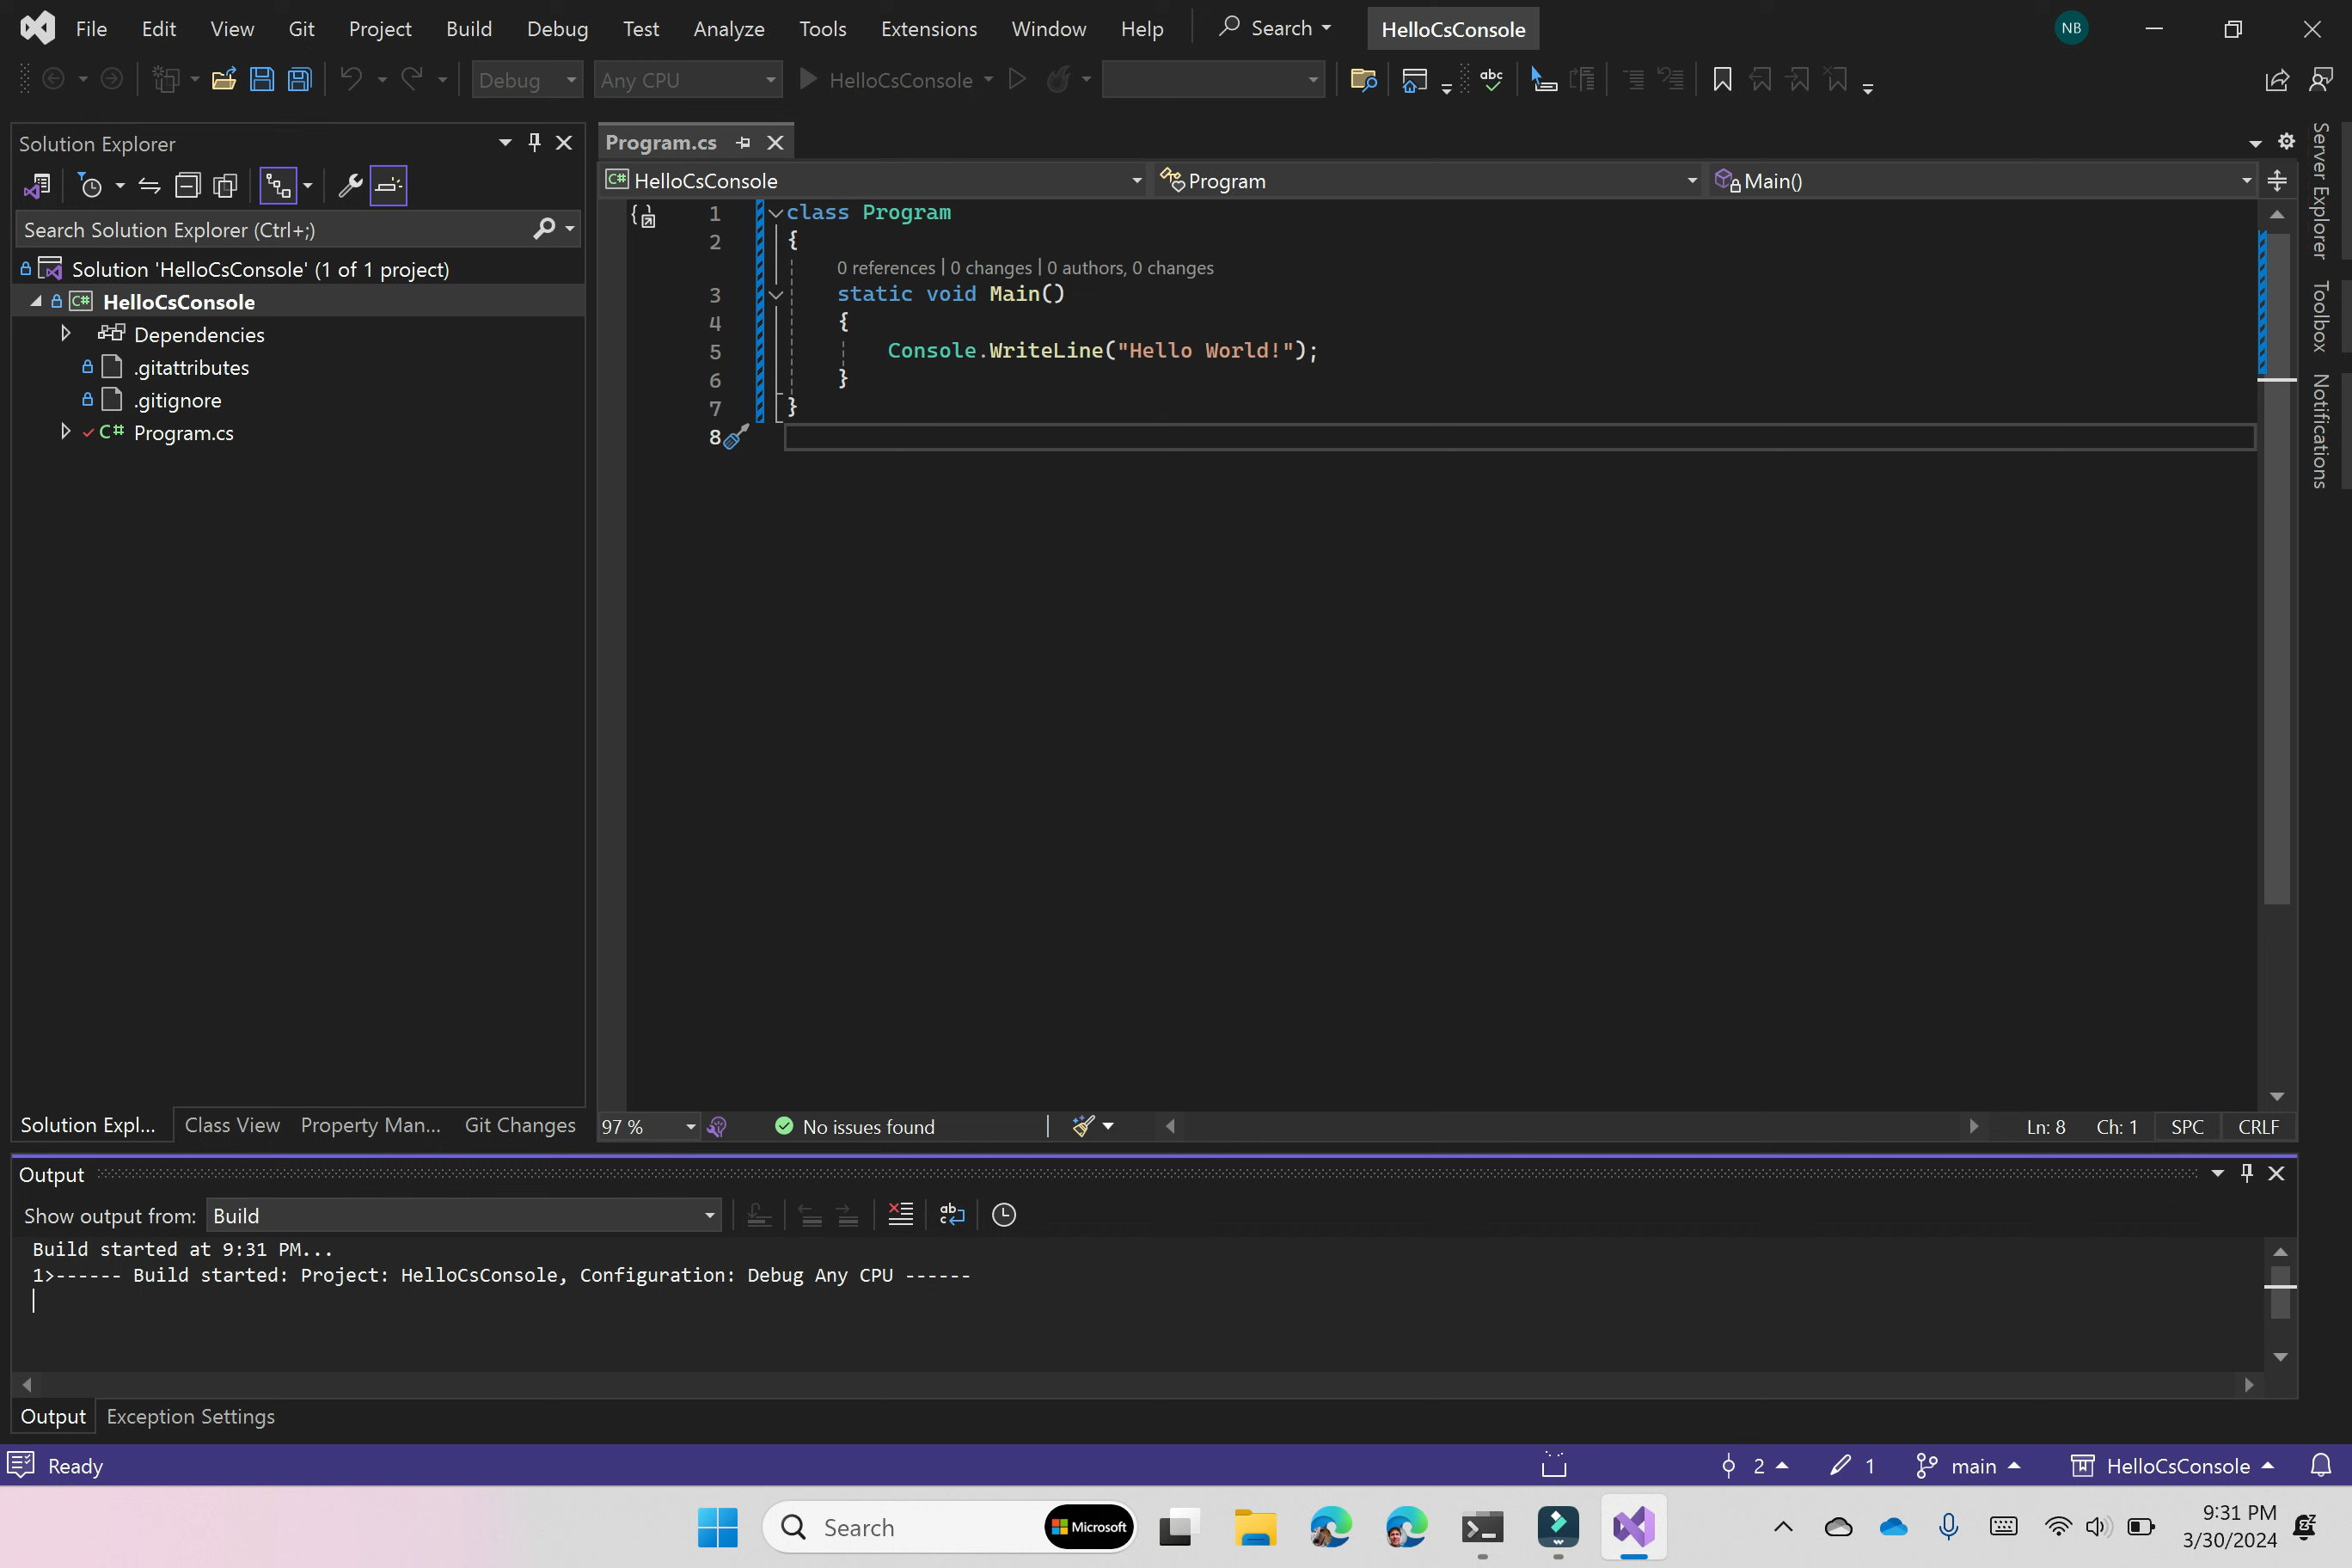 File Edit View Git Project Build Debug Test Analyze Tools Extensions Window Help Search HelloCsConsole NB
Debug Any CPU HelloCsConsole
Solution Explorer
Search Solution Explorer (Ctrl+;)
Solution 'HelloCsConsole' (1 of 1 project)
C# HelloCsConsole
Dependencies
.gitattributes
.gitignore
C# Program.cs
Solution Expl... Class View Property Man... Git Changes
Program.cs
C# HelloCsConsole Program Main()
1 class Program
2 {
0 references | 0 changes | 0 authors, 0 changes
3 static void Main()
4 {
5 Console.WriteLine("Hello World!");
6 }
7 }
8
97 % No issues found Ln: 8 Ch: 1 SPC CRLF
Server Explorer
Toolbox
Notifications
Output
Show output from: Build
Build started at 9:31 PM...
1>------ Build started: Project: HelloCsConsole, Configuration: Debug Any CPU ------
Output Exception Settings
Ready 2 1 main HelloCsConsole
Search Microsoft 9:31 PM
3/30/2024